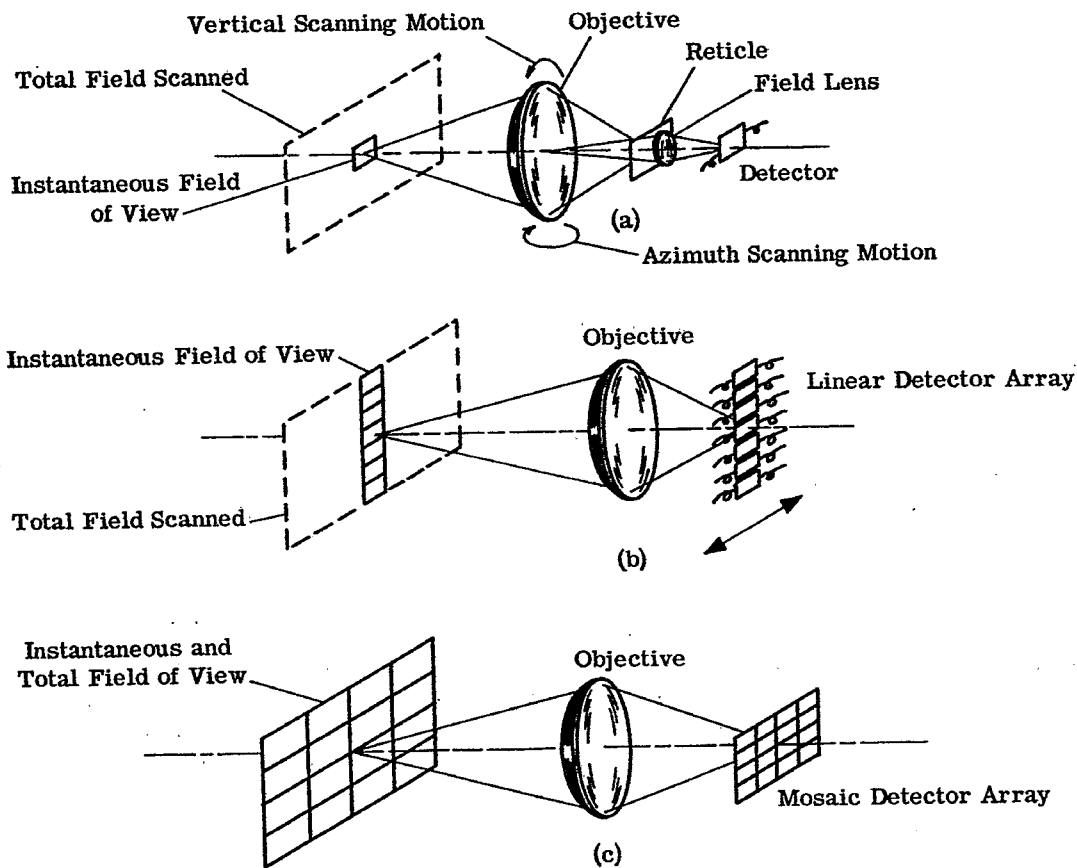 Vertical Scanning Motion
Objective
Total Field Scanned
Reticle
Field Lens
Instantaneous Field
of View
Detector
(a)
Azimuth Scanning Motion
Instantaneous Field of View
Objective
Linear Detector Array
Total Field Scanned
(b)
Instantaneous and
Total Field of View
Objective
Mosaic Detector Array
(c)